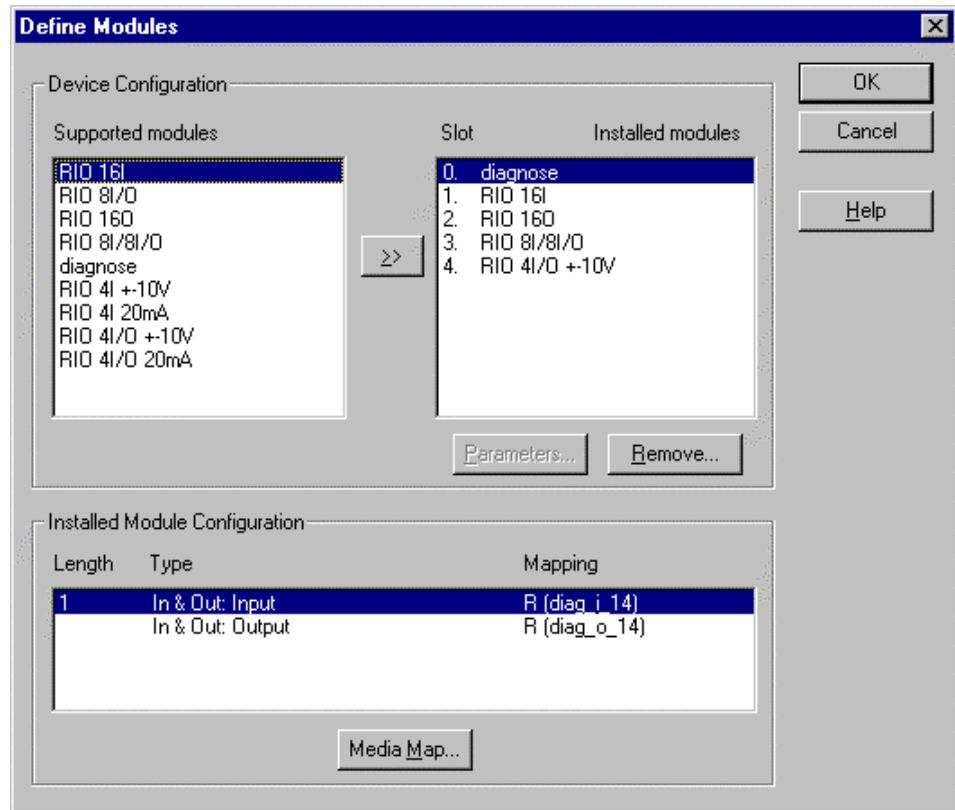 Define Modules
Device Configuration
OK
Cancel
Help
Supported modules
Slot Installed modules
RIO 16I
RIO 8I/O
RIO 16O
RIO 8I/8I/O
diagnose
RIO 4I +-10V
RIO 4I 20mA
RIO 4I/O +-10V
RIO 4I/O 20mA
>>
0. diagnose
1. RIO 16I
2. RIO 16O
3. RIO 8I/8I/O
4. RIO 4I/O +-10V
Parameters... Remove...
Installed Module Configuration
Length Type Mapping
1 In & Out: Input R (diag_i_14)
In & Out: Output R (diag_o_14)
Media Map...